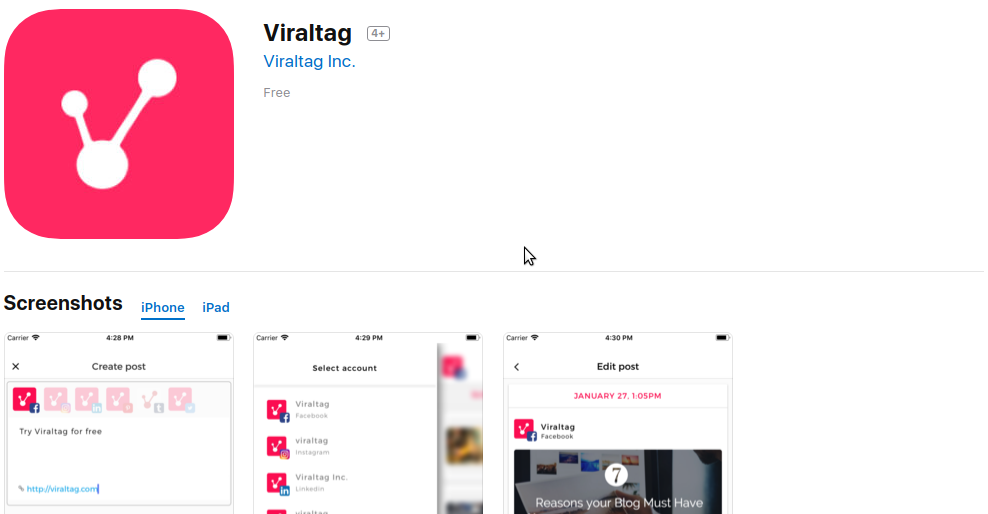 Viraltag 4+
Viraltag Inc.
Free
Screenshots iPhone iPad
Carrier 4:28 PM
Create post
Try Viraltag for free
http://viraltag.com
Carrier 4:29 PM
Select account
Viraltag
Facebook
viraltag
Instagram
Viraltag Inc.
Linkedin
viraltag
Carrier 4:30 PM
Edit post
JANUARY 27, 1:05PM
Viraltag
Facebook
7
Reasons your Blog Must Have